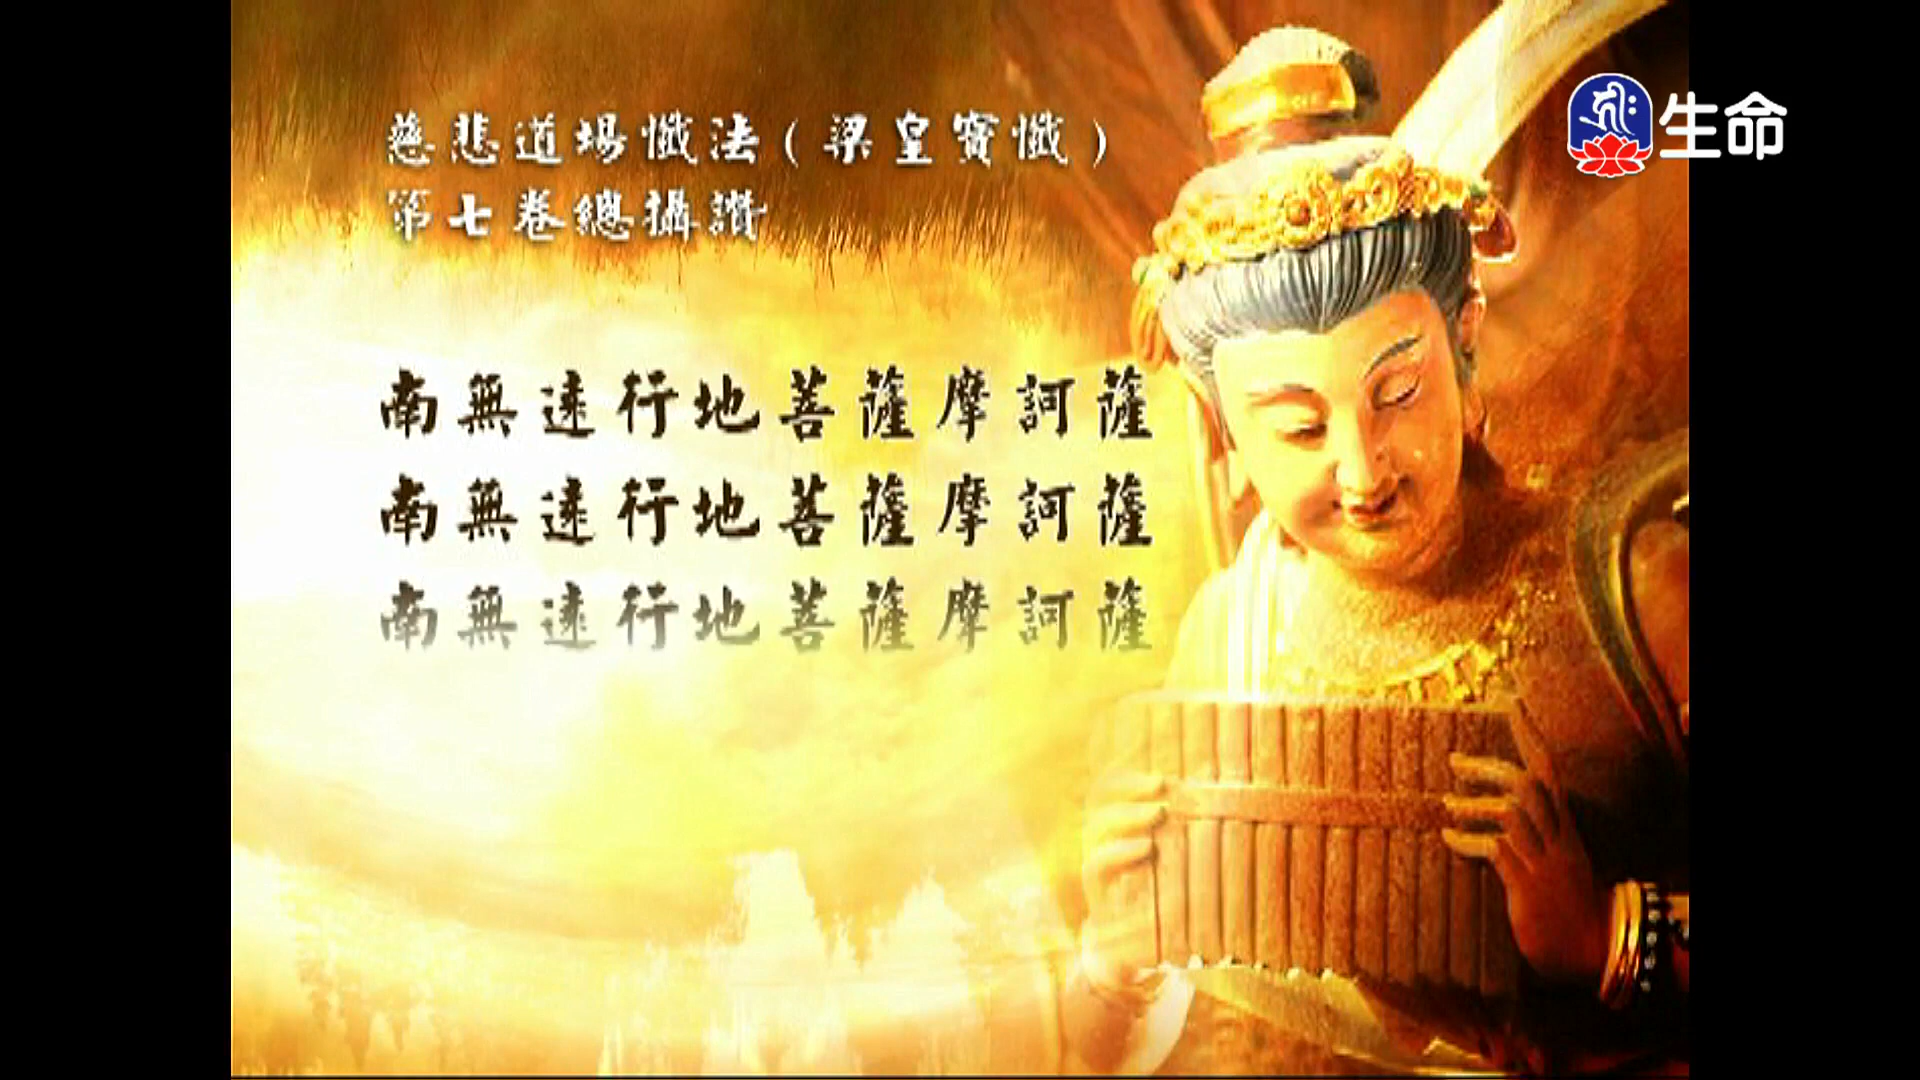 慈悲道場懺法(梁皇寶懺)
第七卷總攝讚
生命
南無遠行地菩薩摩訶薩
南無遠行地菩薩摩訶薩
南無遠行地菩薩摩訶薩